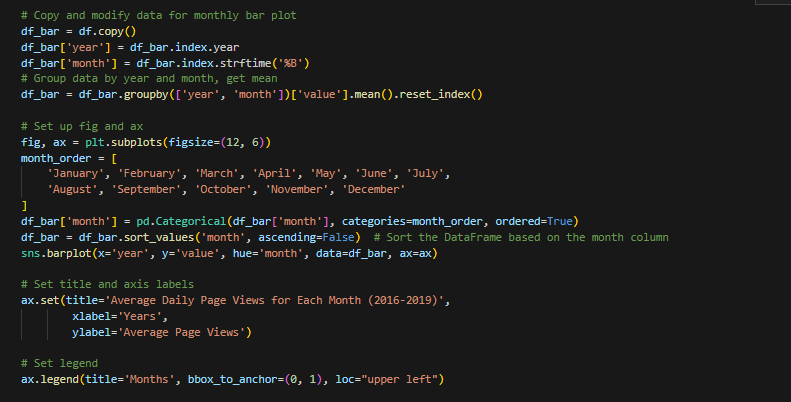 # Copy and modify data for monthly bar plot
df_bar = df.copy()
df_bar['year'] = df_bar.index.year
df_bar['month'] = df_bar.index.strftime('%B')
# Group data by year and month, get mean
df_bar = df_bar.groupby(['year', 'month'])['value'].mean().reset_index()

# Set up fig and ax
fig, ax = plt.subplots(figsize=(12, 6))
month_order = [
    'January', 'February', 'March', 'April', 'May', 'June', 'July',
    'August', 'September', 'October', 'November', 'December'
]
df_bar['month'] = pd.Categorical(df_bar['month'], categories=month_order, ordered=True)
df_bar = df_bar.sort_values('month', ascending=False)  # Sort the DataFrame based on the month column
sns.barplot(x='year', y='value', hue='month', data=df_bar, ax=ax)

# Set title and axis labels
ax.set(title='Average Daily Page Views for Each Month (2016-2019)',
        xlabel='Years',
        ylabel='Average Page Views')

# Set legend
ax.legend(title='Months', bbox_to_anchor=(0, 1), loc="upper left")